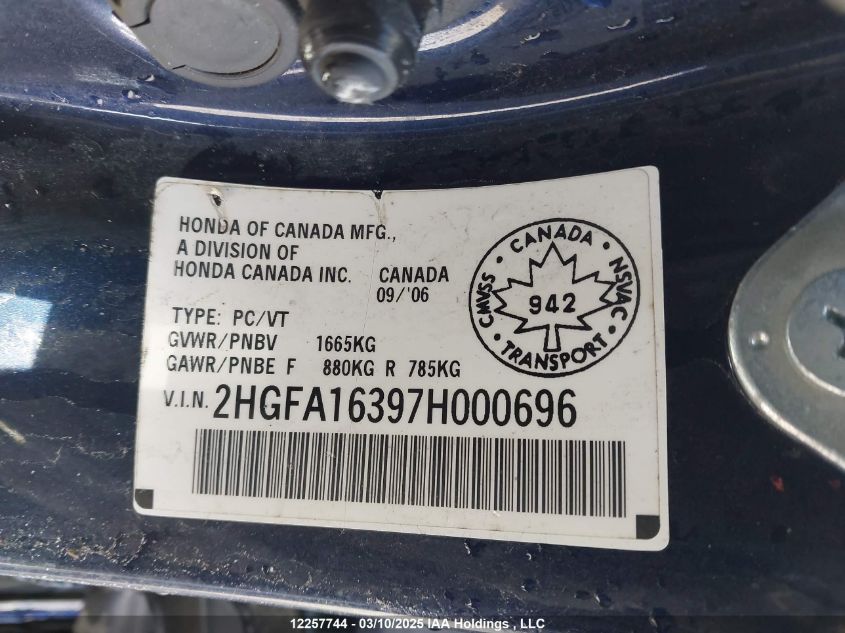 HONDA OF CANADA MFG.,
A DIVISION OF
HONDA CANADA INC. CANADA
09/'06
TYPE: PC/VT
GVWR/PNBV 1665KG
GAWR/PNBE F 880KG R 785KG
V.I.N. 2HGFA16397H000696
CANADA
CMVSS
NSVAC
942
TRANSPORT
12257744 - 03/10/2025 IAA Holdings , LLC